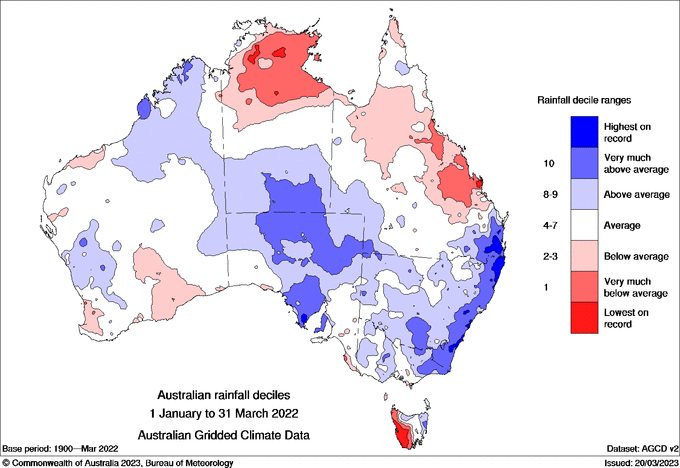 Rainfall decile ranges
Highest on
record
10
Very much
above average
8-9
Above average
4-7
Average
2-3
Below average
1
Very much
below average
Lowest on
record
Australian rainfall deciles
1 January to 31 March 2022
Australian Gridded Climate Data
Base period: 1900—Mar 2022
Dataset: AGCD v2
© Commonwealth of Australia 2023, Bureau of Meteorology
Issued: 20/03/2023